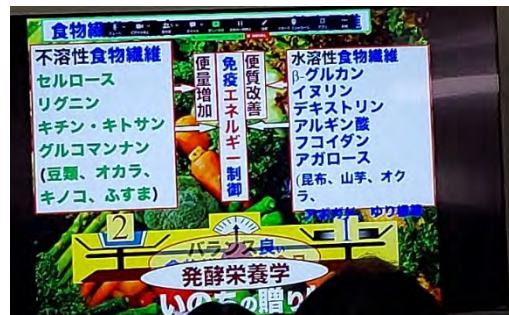 食物繊維
不溶性食物繊維
セルロース
リグニン
キチン・キトサン
グルコマンナン
(豆類、オカラ、
キノコ、ふすま)
便量増加
免疫エネルギー制御
便質改善
水溶性食物繊維
β-グルカン
イヌリン
デキストリン
アルギン酸
フコイダン
アガロース
(昆布、山芋、オク
ラ、
2
1
バランス良い
発酵栄養学
いのちの贈り